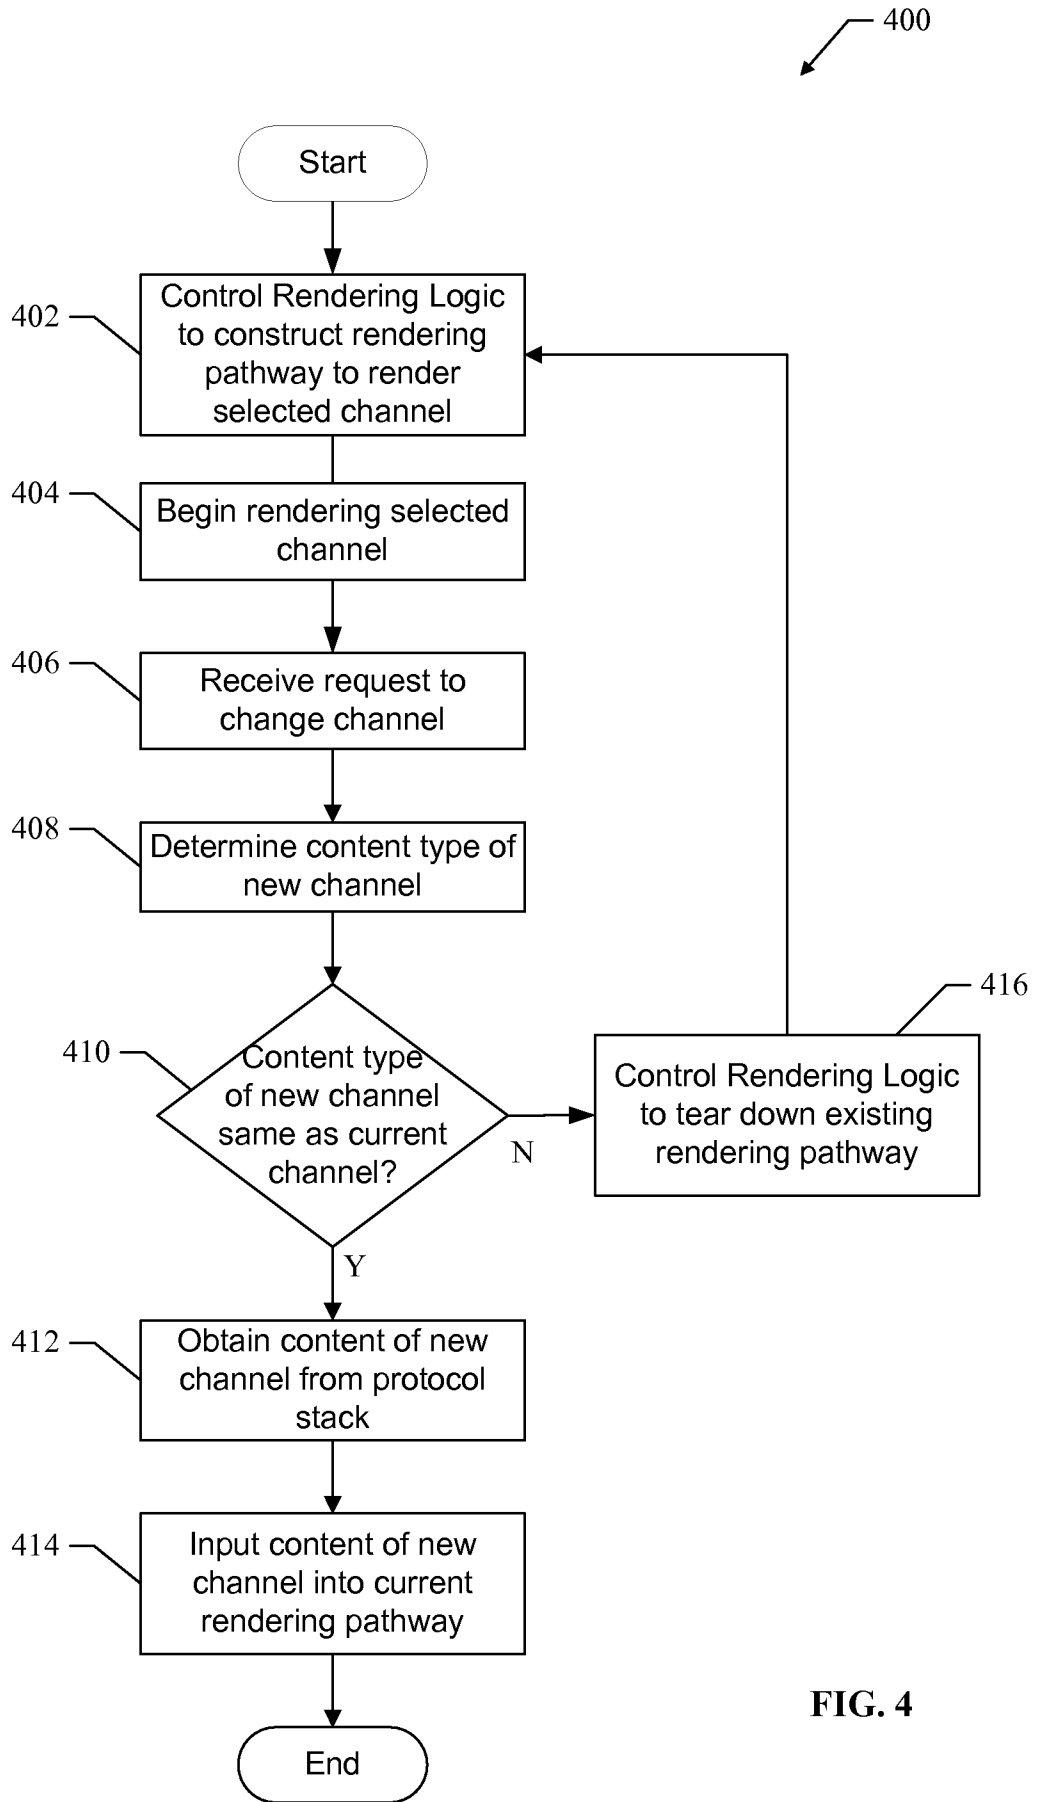 400
Start
402
Control Rendering Logic
to construct rendering
pathway to render
selected channel
404
Begin rendering selected
channel
406
Receive request to
change channel
408
Determine content type of
new channel
410
Content type
of new channel
same as current
channel?
N
416
Control Rendering Logic
to tear down existing
rendering pathway
Y
412
Obtain content of new
channel from protocol
stack
414
Input content of new
channel into current
rendering pathway
End
FIG. 4